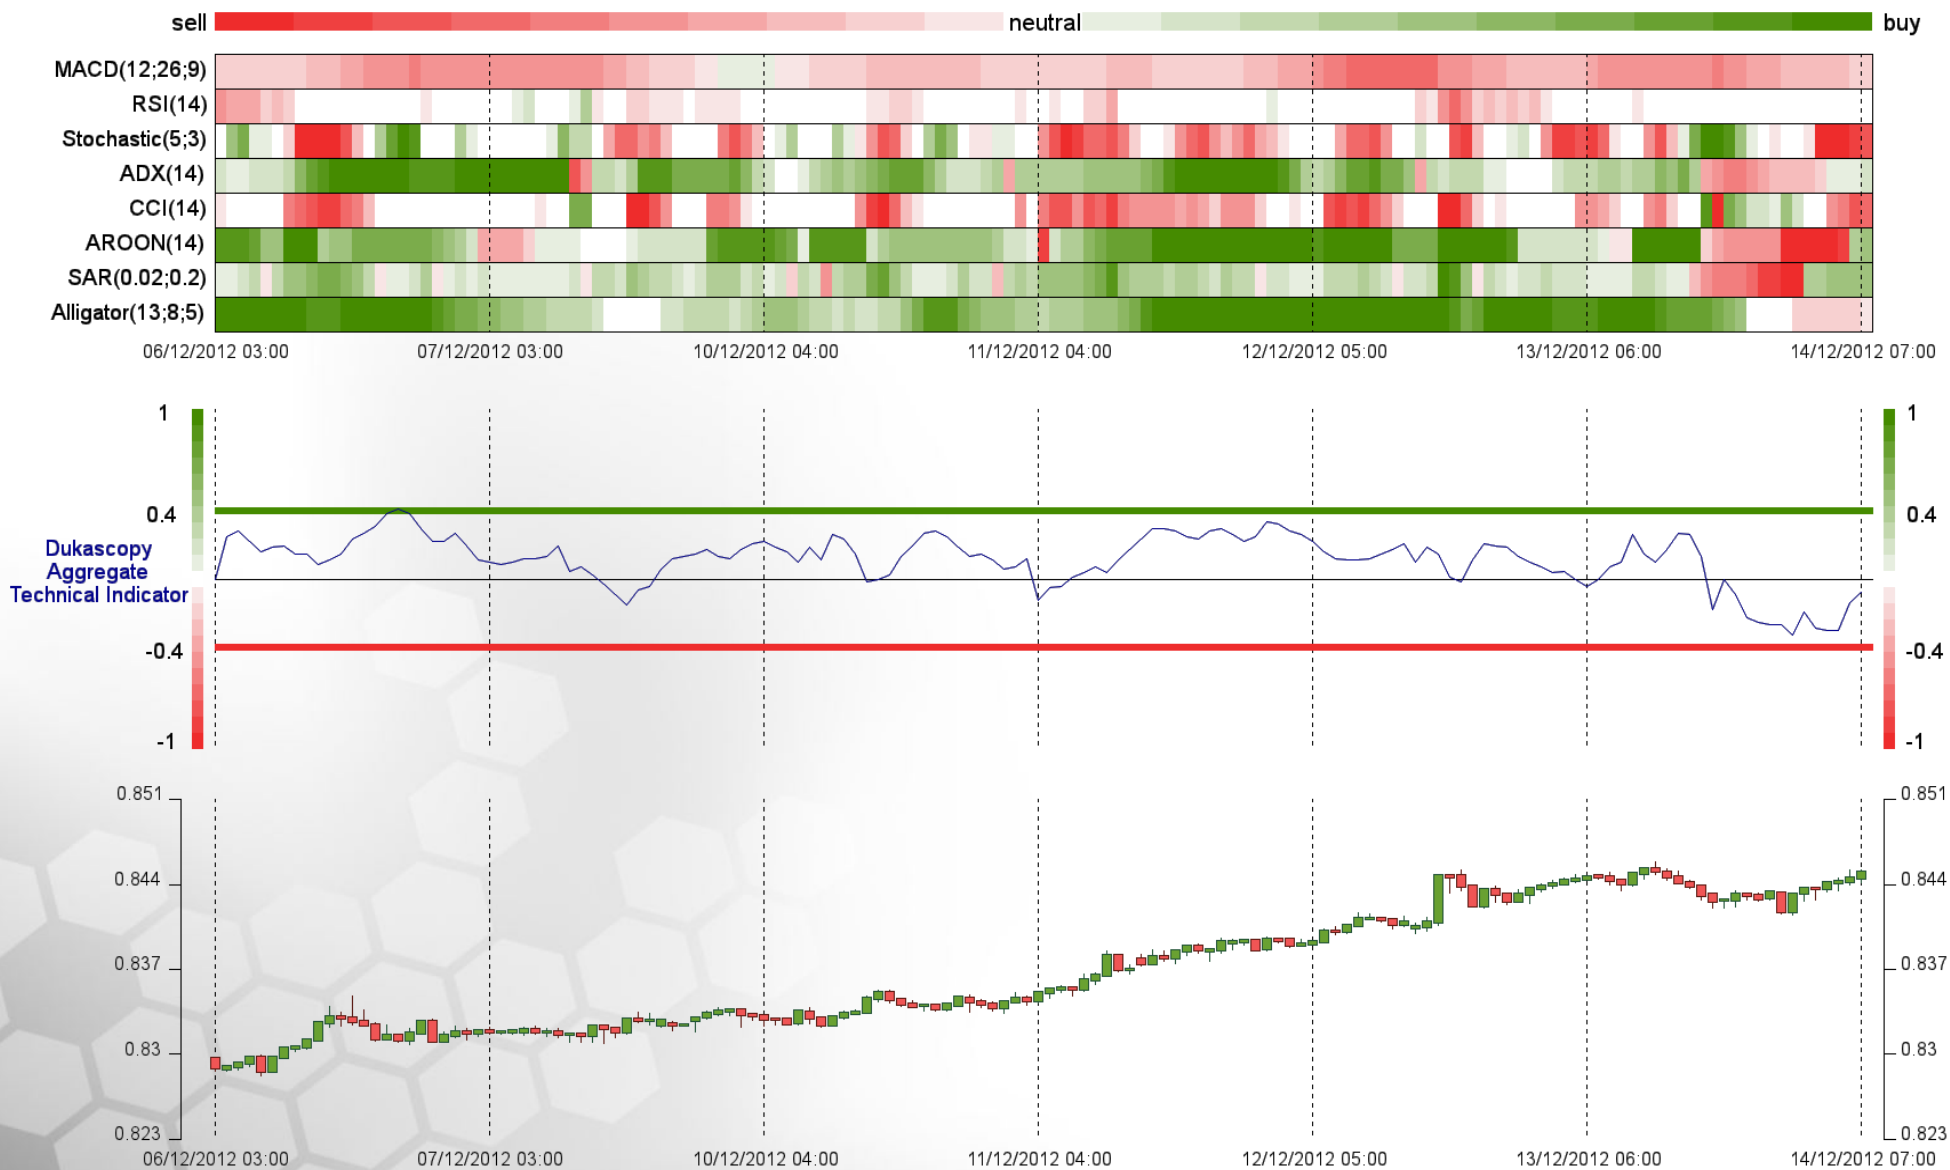 sell neutral buy
MACD(12;26;9)
RSI(14)
Stochastic(5;3)
ADX(14)
CCI(14)
AROON(14)
SAR(0.02;0.2)
Alligator(13;8;5)
06/12/2012 03:00 07/12/2012 03:00 10/12/2012 04:00 11/12/2012 04:00 12/12/2012 05:00 13/12/2012 06:00 14/12/2012 07:00
1 1
0.4 0.4
Dukascopy
Aggregate
Technical Indicator
-0.4 -0.4
-1 -1
0.851 0.851
0.844 0.844
0.837 0.837
0.83 0.83
0.823 0.823
06/12/2012 03:00 07/12/2012 03:00 10/12/2012 04:00 11/12/2012 04:00 12/12/2012 05:00 13/12/2012 06:00 14/12/2012 07:00